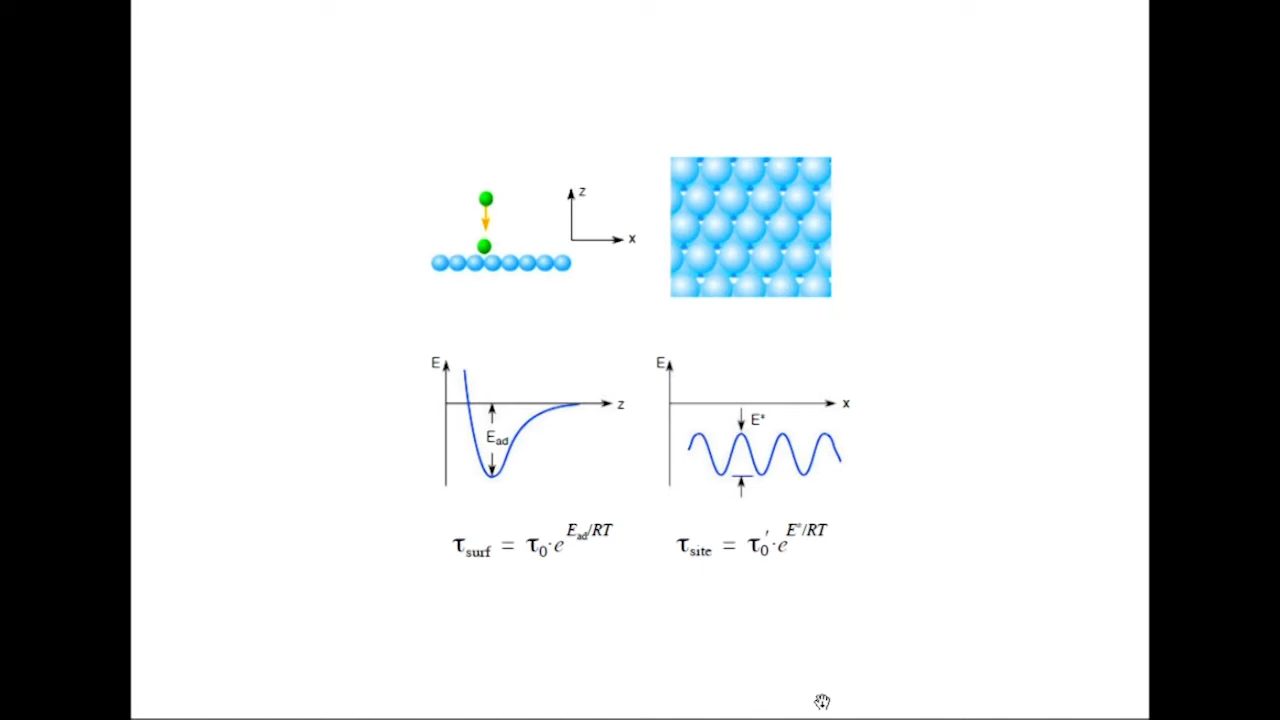 z
x
E
z
E_ad
E
x
E*
τ_surf = τ_0·e^{E_ad/RT}
τ_site = τ_0′·e^{E*/RT}